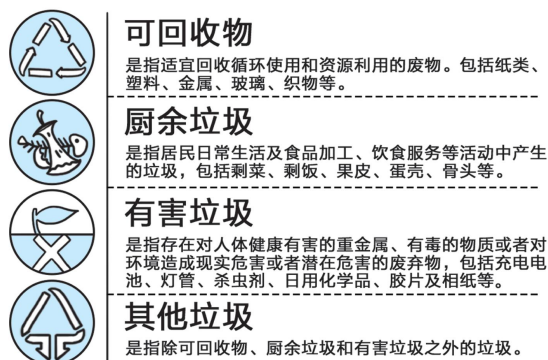 可回收物
是指适宜回收循环使用和资源利用的废物。包括纸类、
塑料、金属、玻璃、织物等。
厨余垃圾
是指居民日常生活及食品加工、饮食服务等活动中产生
的垃圾，包括剩菜、剩饭、果皮、蛋壳、骨头等。
有害垃圾
是指存在对人体健康有害的重金属、有毒的物质或者对
环境造成现实危害或者潜在危害的废弃物，包括充电电
池、灯管、杀虫剂、日用化学品、胶片及相纸等。
其他垃圾
是指除可回收物、厨余垃圾和有害垃圾之外的垃圾。